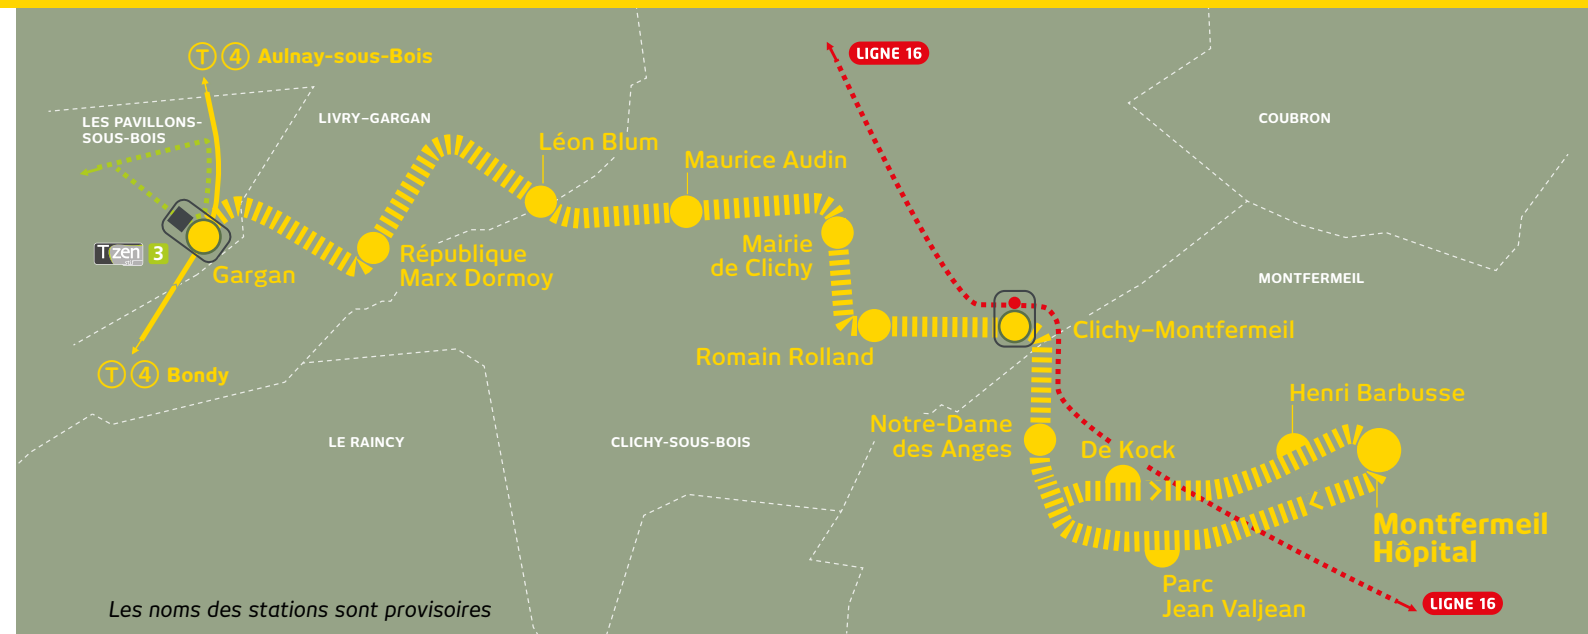 T 4 Aulnay-sous-Bois
LIGNE 16
LES PAVILLONS-
SOUS-BOIS
LIVRY-GARGAN
COUBRON
Léon Blum
Maurice Audin
T zen 3
Gargan
République
Marx Dormoy
Mairie
de Clichy
MONTFERMEIL
Romain Rolland
Clichy–Montfermeil
T 4 Bondy
Henri Barbusse
LE RAINCY
CLICHY-SOUS-BOIS
Notre-Dame
des Anges
De Kock
Montfermeil
Hôpital
Parc
Jean Valjean
LIGNE 16
Les noms des stations sont provisoires